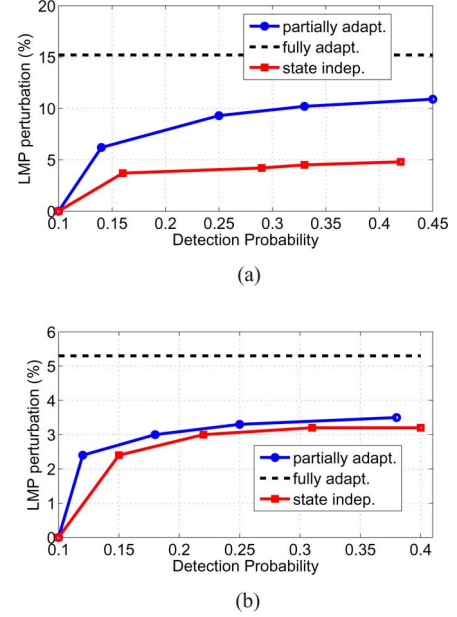 20
15
10
5
0
LMP perturbation (%)
partially adapt.
fully adapt.
state indep.
0.1 0.15 0.2 0.25 0.3 0.35 0.4 0.45
Detection Probability
(a)
6
5
4
3
2
1
0
LMP perturbation (%)
partially adapt.
fully adapt.
state indep.
0.1 0.15 0.2 0.25 0.3 0.35 0.4
Detection Probability
(b)